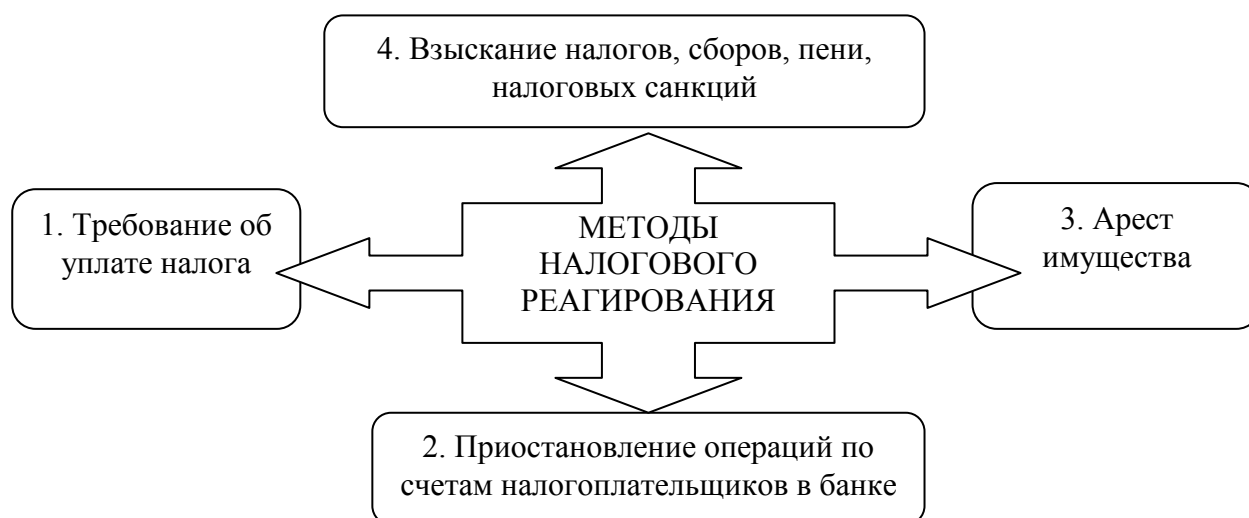 4. Взыскание налогов, сборов, пени,
налоговых санкций
1. Требование об
уплате налога
МЕТОДЫ
НАЛОГОВОГО
РЕАГИРОВАНИЯ
3. Арест
имущества
2. Приостановление операций по
счетам налогоплательщиков в банке